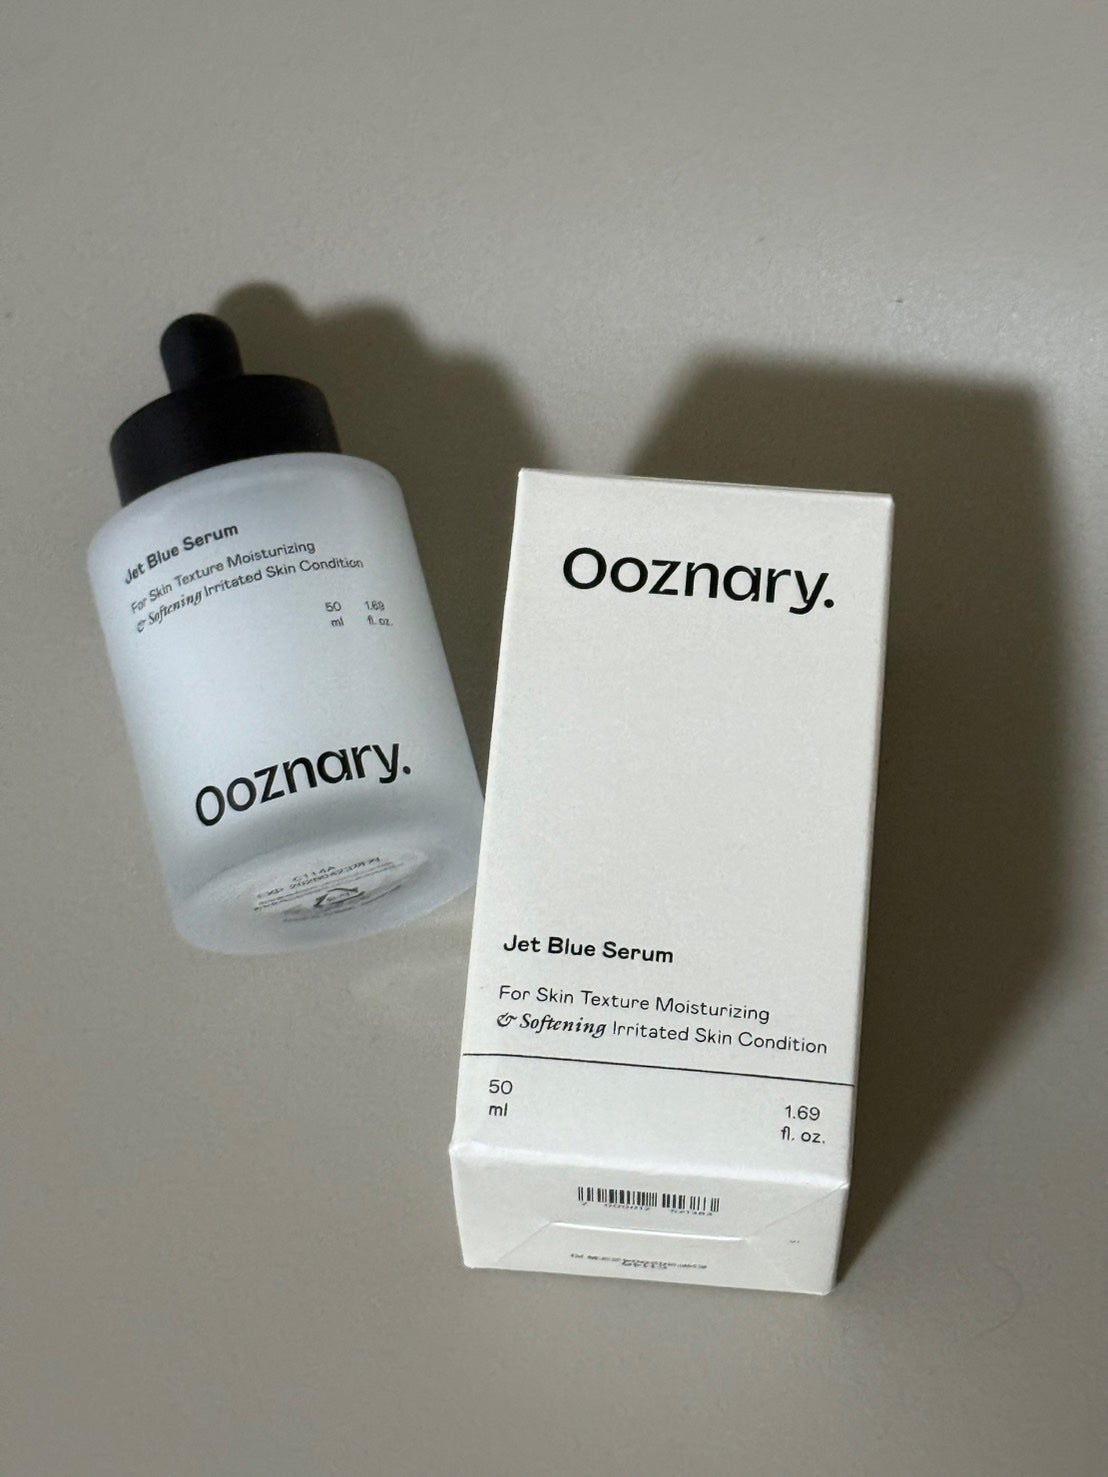 Jet Blue Serum
For Skin Texture Moisturizing
& Softening Irritated Skin Condition
50 ml
1.69 fl. oz.
Ooznary.
C114A
Ooznary.
Jet Blue Serum
For Skin Texture Moisturizing
& Softening Irritated Skin Condition
50
ml
1.69
fl. oz.